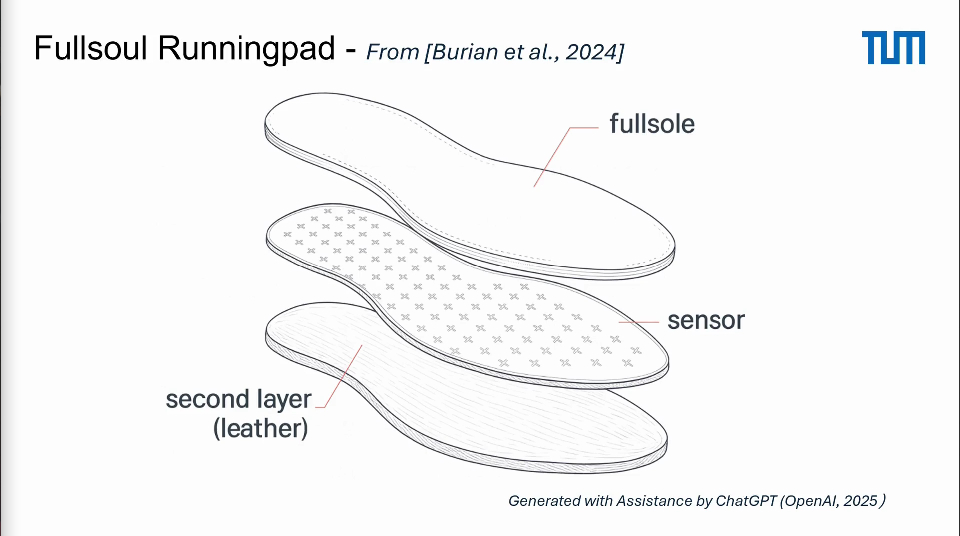 Fullsoul Runningpad - From [Burian et al., 2024]
TUM
fullsole
sensor
second layer
(leather)
Generated with Assistance by ChatGPT (OpenAI, 2025 )